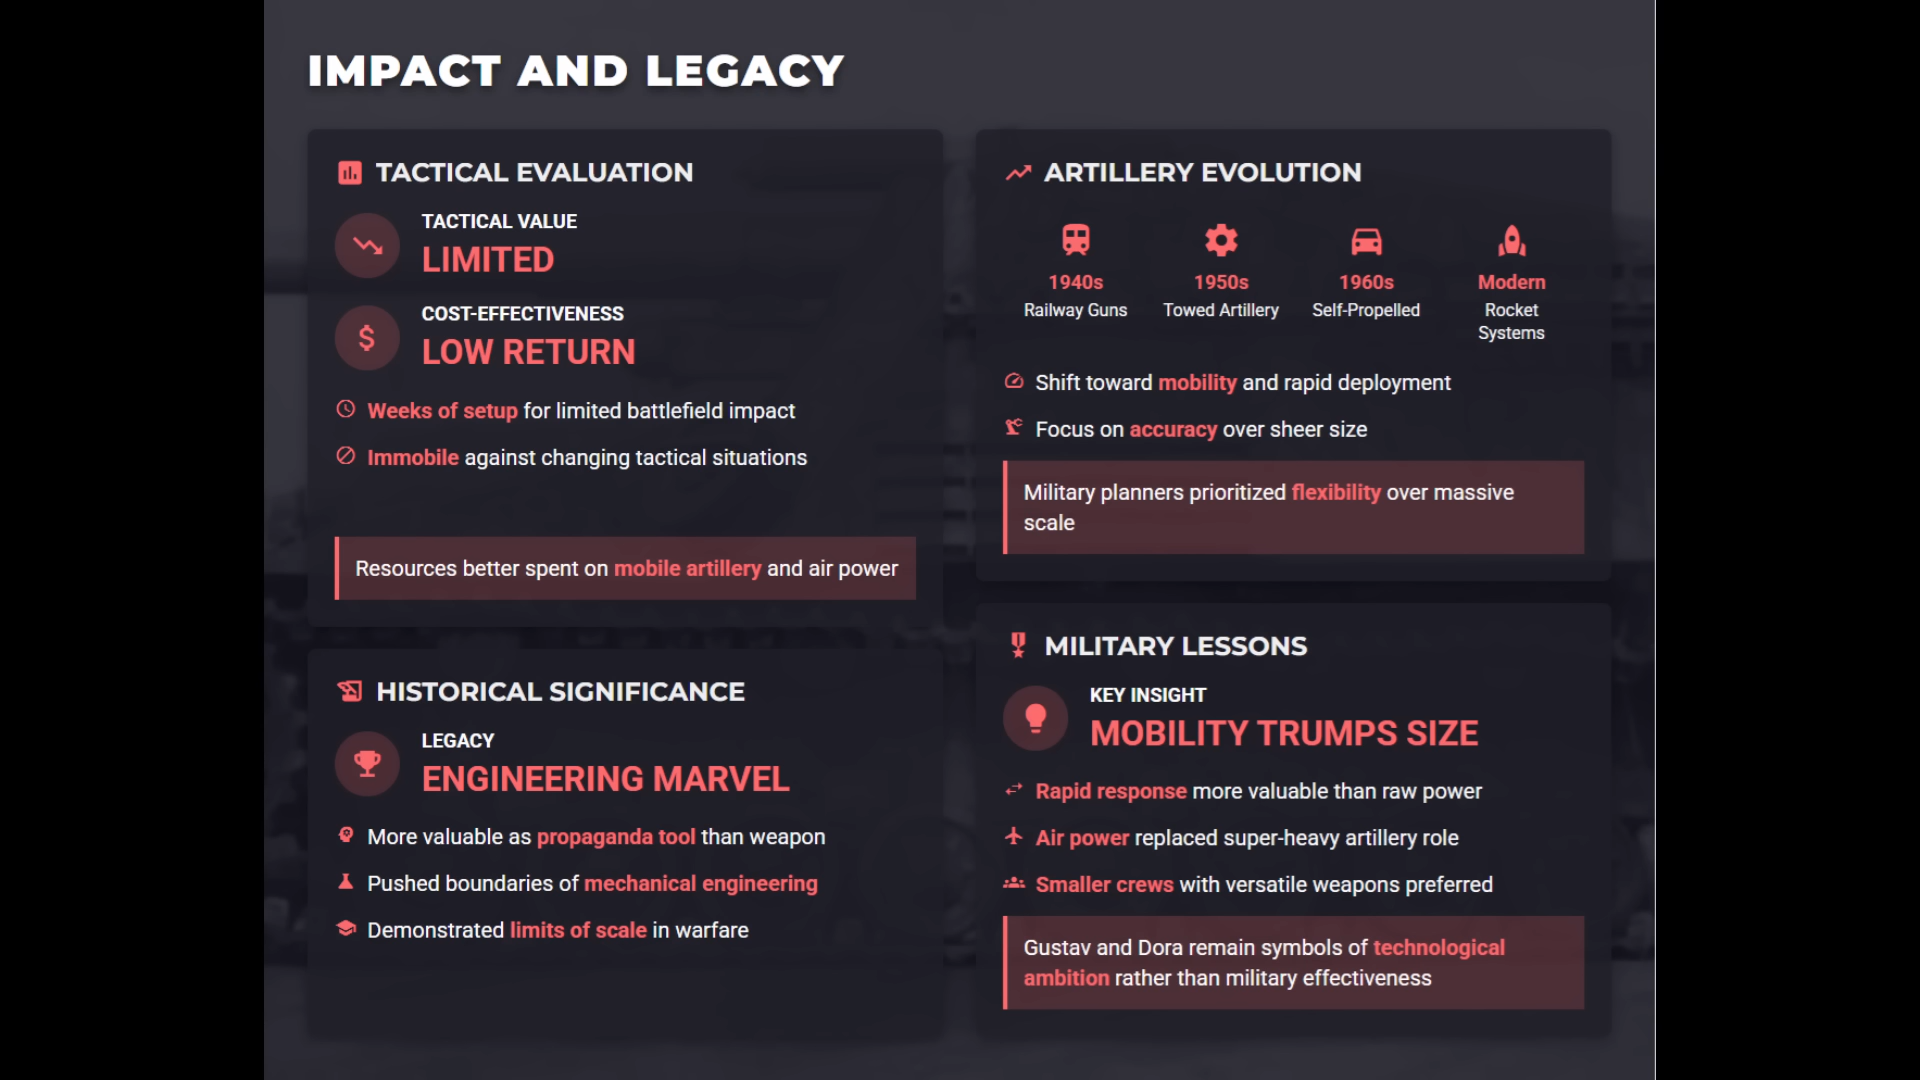 IMPACT AND LEGACY
TACTICAL EVALUATION
TACTICAL VALUE
LIMITED
COST-EFFECTIVENESS
LOW RETURN
Weeks of setup for limited battlefield impact
Immobile against changing tactical situations
Resources better spent on mobile artillery and air power
HISTORICAL SIGNIFICANCE
LEGACY
ENGINEERING MARVEL
More valuable as propaganda tool than weapon
Pushed boundaries of mechanical engineering
Demonstrated limits of scale in warfare
ARTILLERY EVOLUTION
1940s
Railway Guns
1950s
Towed Artillery
1960s
Self-Propelled
Modern
Rocket
Systems
Shift toward mobility and rapid deployment
Focus on accuracy over sheer size
Military planners prioritized flexibility over massive
scale
MILITARY LESSONS
KEY INSIGHT
MOBILITY TRUMPS SIZE
Rapid response more valuable than raw power
Air power replaced super-heavy artillery role
Smaller crews with versatile weapons preferred
Gustav and Dora remain symbols of technological
ambition rather than military effectiveness